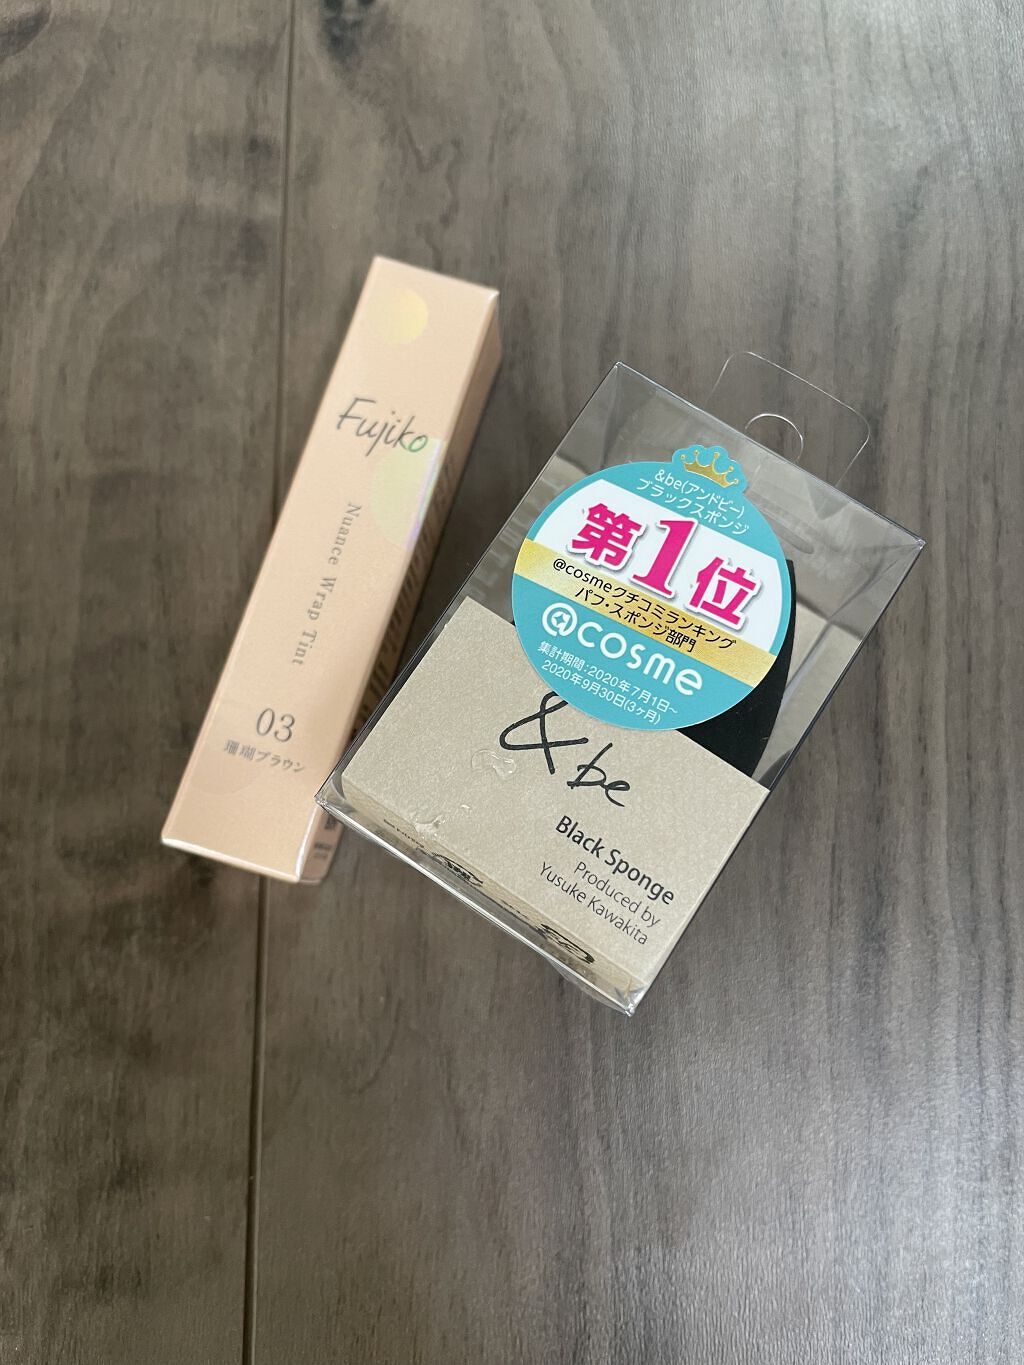 Fujiko
Nuance Wrap Tint
03
珊瑚ブラウン
&be(アンドビー)
ブラックスポンジ
第1位
@cosmeクチコミランキング
パフ・スポンジ部門
@cosme
集計期間:2020年7月1日~
2020年9月30日(3ヶ月)
&be
Black Sponge
Produced by
Yusuke Kawakita